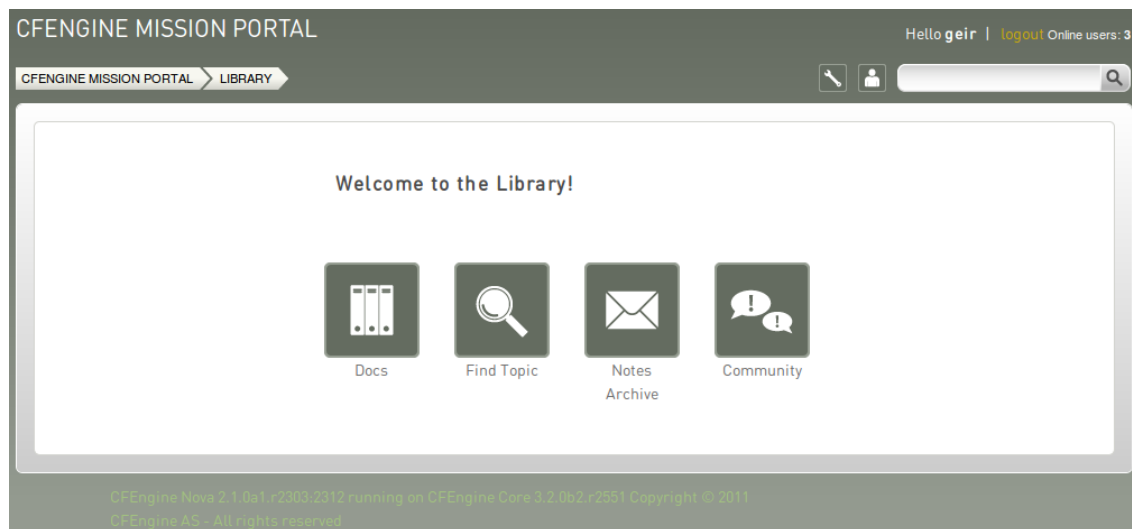 CFENGINE MISSION PORTAL
Hello geir | logout Online users: 3
CFENGINE MISSION PORTAL LIBRARY
Welcome to the Library!
Docs
Find Topic
Notes
Archive
Community
CFEngine Nova 2.1.0a1.r2303:2312 running on CFEngine Core 3.2.0b2.r2551 Copyright © 2011
CFEngine AS - All rights reserved